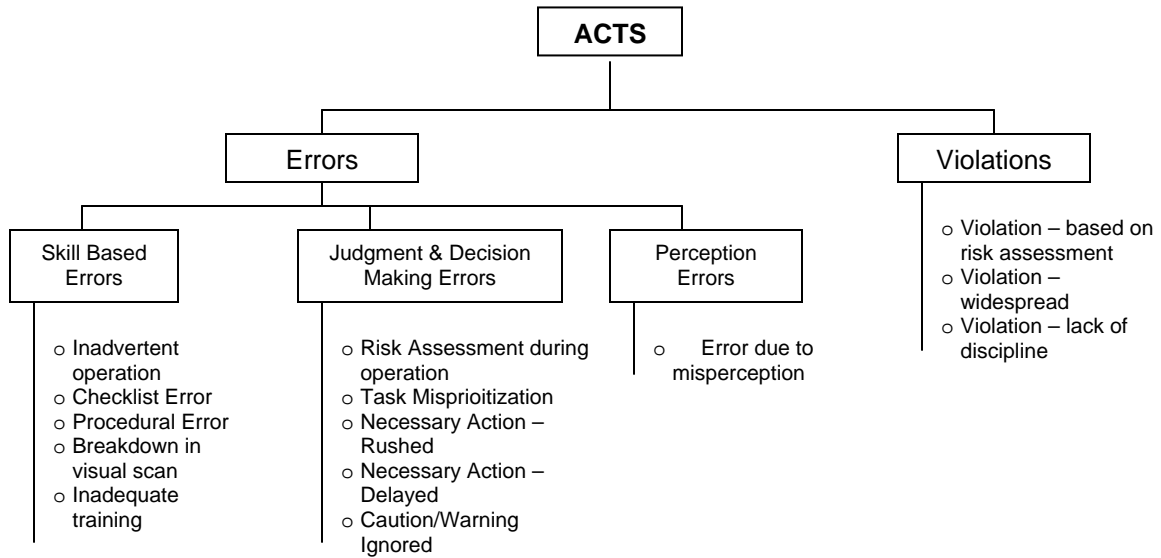 ACTS
Errors
Violations
Skill Based
Errors
Judgment & Decision
Making Errors
Perception
Errors
o Inadvertent
operation
o Checklist Error
o Procedural Error
o Breakdown in
visual scan
o Inadequate
training
o Risk Assessment during
operation
o Task Misprioitization
o Necessary Action –
Rushed
o Necessary Action –
Delayed
o Caution/Warning
Ignored
o Error due to
misperception
o Violation – based on
risk assessment
o Violation –
widespread
o Violation – lack of
discipline